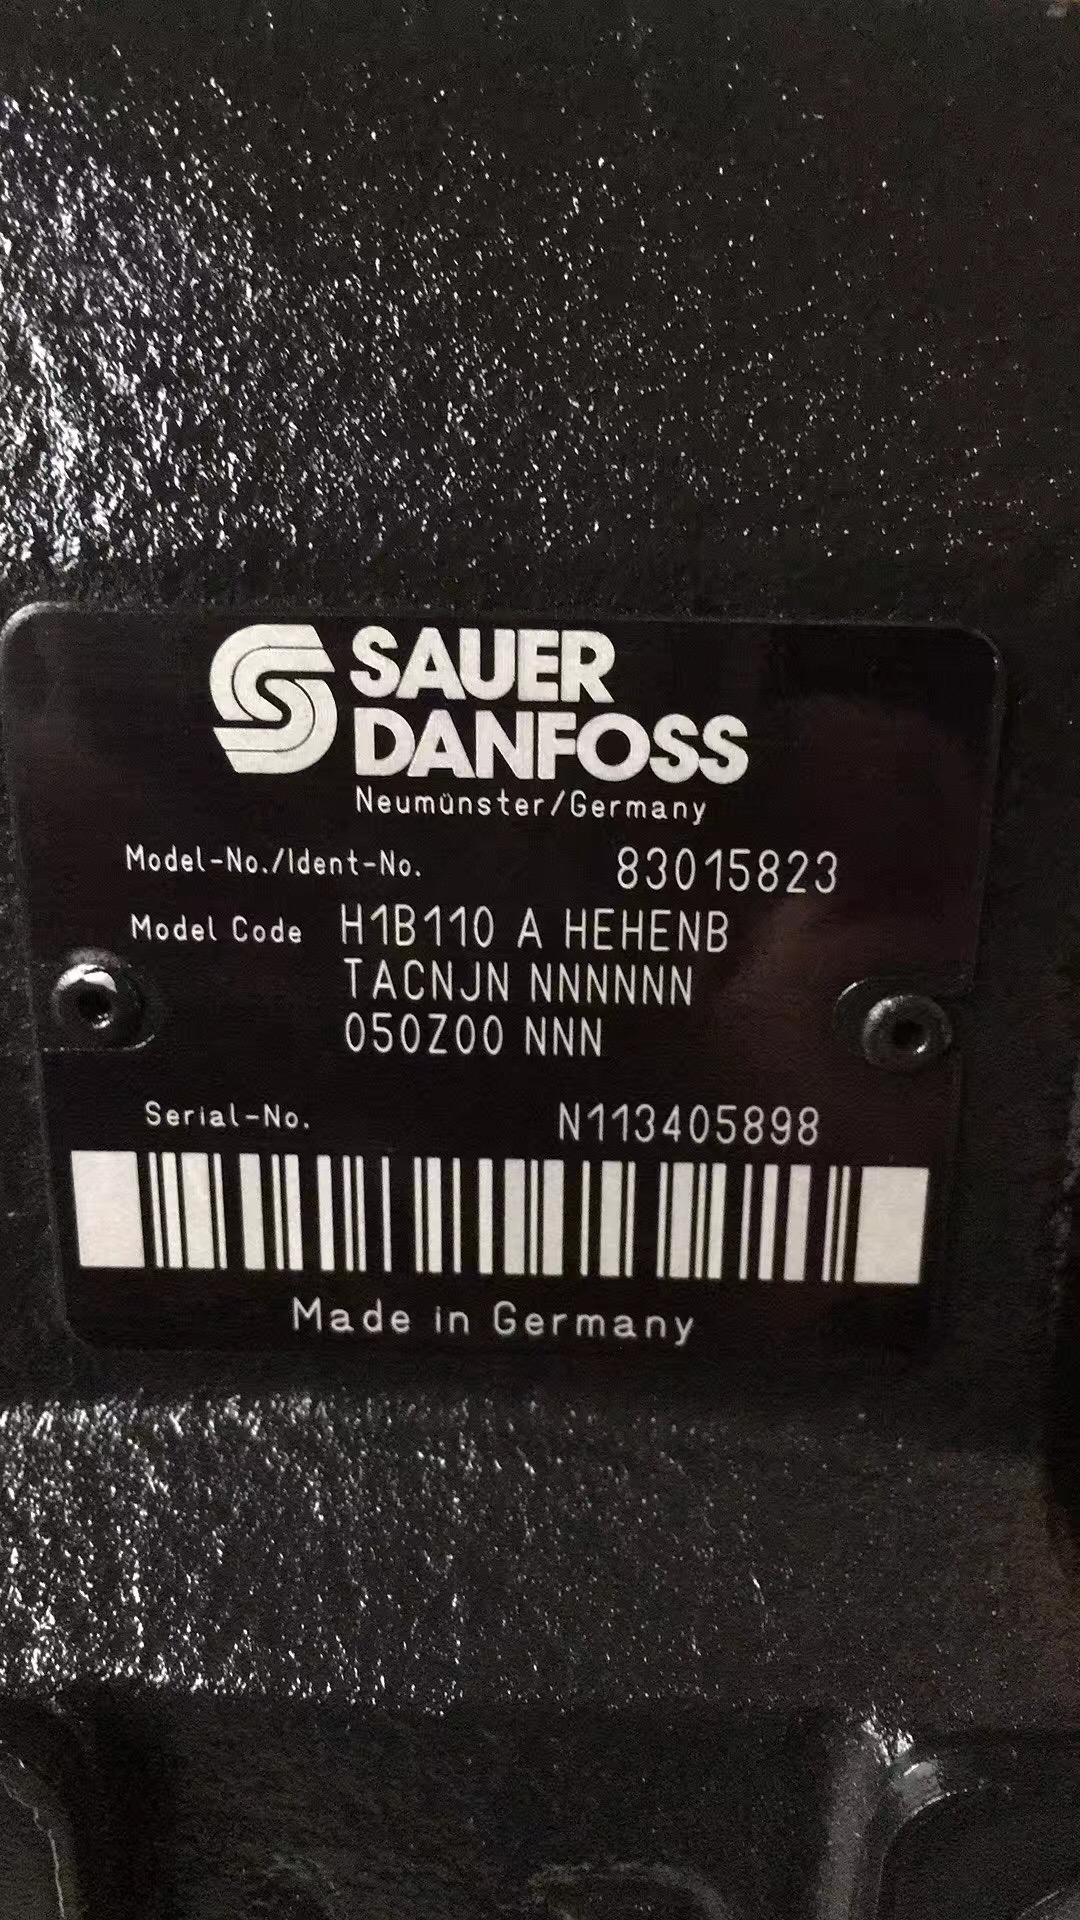 SAUER
DANFOSS
Neumünster/Germany
Model-No./Ident-No. 83015823
Model Code H1B110 A HEHENB
TACNJN NNNNNN
050Z00 NNN
Serial-No. N113405898
Made in Germany